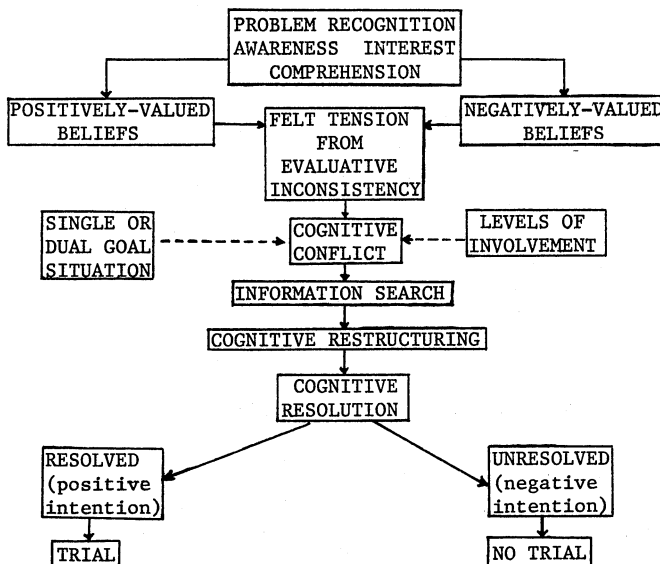 PROBLEM RECOGNITION
AWARENESS INTEREST
COMPREHENSION
POSITIVELY-VALUED
BELIEFS
FELT TENSION
FROM
EVALUATIVE
INCONSISTENCY
NEGATIVELY-VALUED
BELIEFS
SINGLE OR
DUAL GOAL
SITUATION
COGNITIVE
CONFLICT
LEVELS OF
INVOLVEMENT
INFORMATION SEARCH
COGNITIVE RESTRUCTURING
COGNITIVE
RESOLUTION
RESOLVED
(positive
intention)
UNRESOLVED
(negative
intention)
TRIAL
NO TRIAL